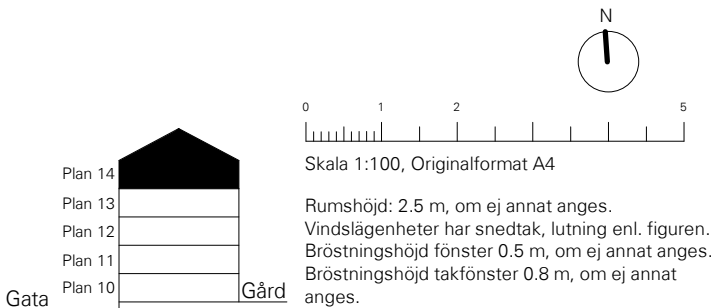 N
0 1 2 5
Skala 1:100, Originalformat A4
Plan 14
Plan 13
Plan 12
Plan 11
Plan 10
Gata
Gård
Rumshöjd: 2.5 m, om ej annat anges.
Vindslägenheter har snedtak, lutning enl. figuren.
Bröstningshöjd fönster 0.5 m, om ej annat anges.
Bröstningshöjd takfönster 0.8 m, om ej annat
anges.